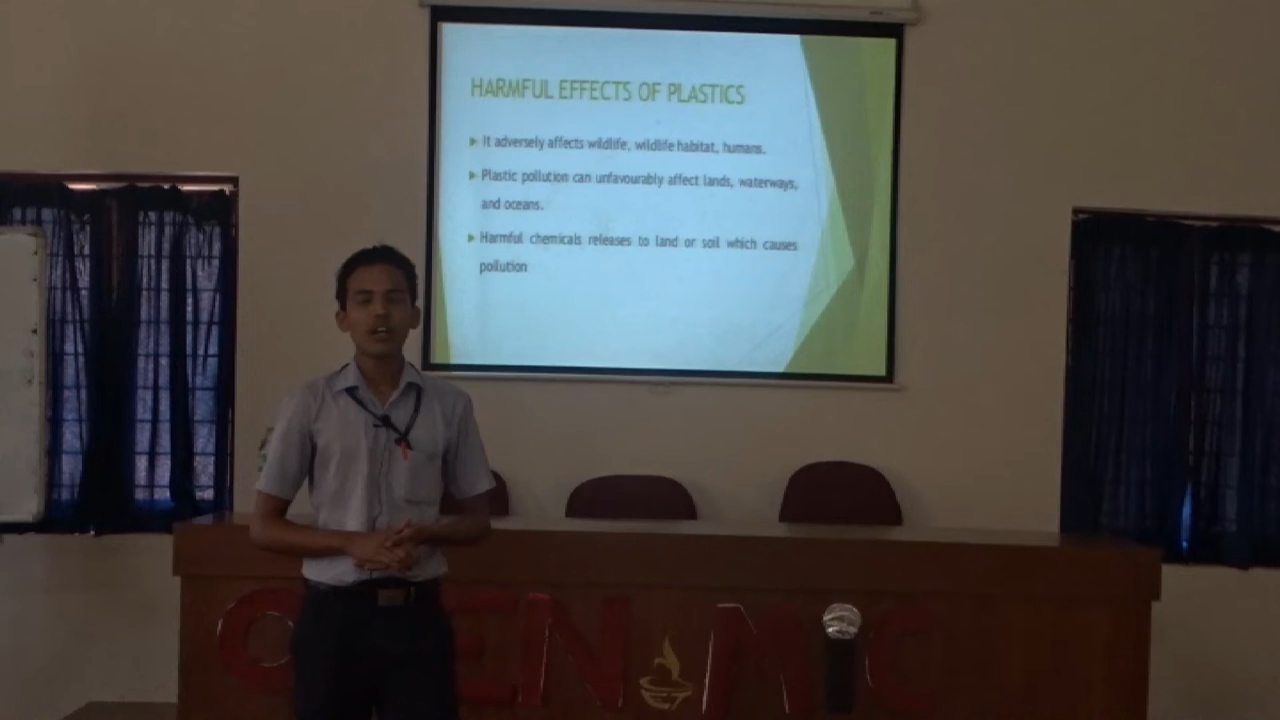 HARMFUL EFFECTS OF PLASTICS
It adversely affects wildlife, wildlife habitat, humans.
Plastic pollution can unfavourably affect lands, waterways,
and oceans.
Harmful chemicals releases to land or soil which causes
pollution